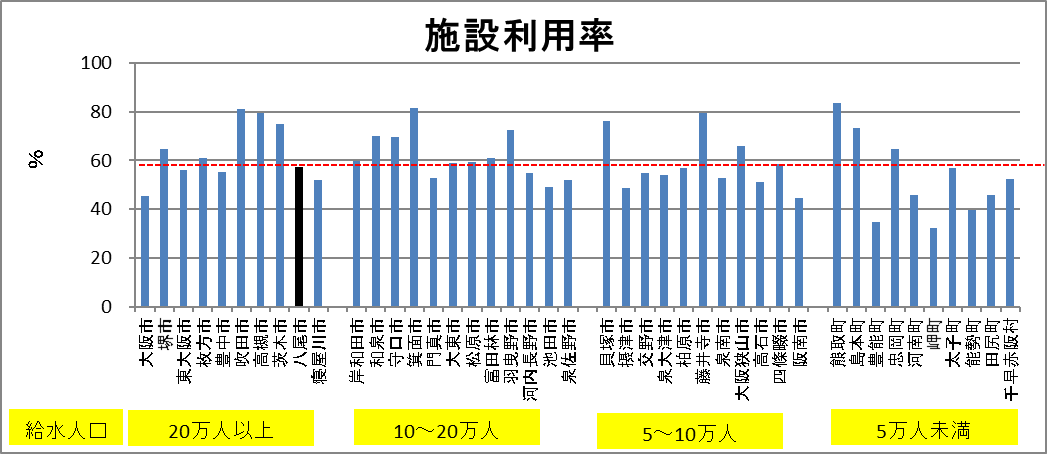 施設利用率
%
100
80
60
40
20
0
大阪市
堺市
東大阪市
枚方市
豊中市
吹田市
高槻市
茨木市
八尾市
寝屋川市
岸和田市
和泉市
守口市
箕面市
門真市
大東市
松原市
富田林市
羽曳野市
河内長野市
池田市
泉佐野市
貝塚市
摂津市
交野市
泉大津市
柏原市
藤井寺市
泉南市
大阪狭山市
高石市
四條畷市
阪南市
熊取町
島本町
豊能町
忠岡町
河南町
岬町
太子町
能勢町
田尻町
千早赤阪村
給水人口
20万人以上
10～20万人
5～10万人
5万人未満